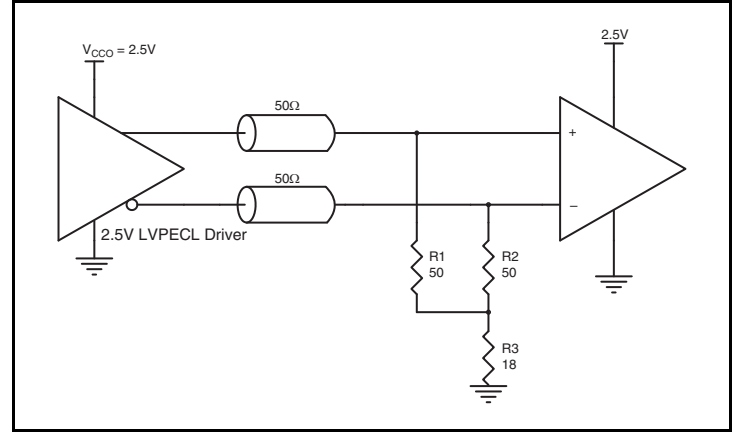 V_CCO = 2.5V
2.5V
50Ω
50Ω
+
–
2.5V LVPECL Driver
R1
50
R2
50
R3
18